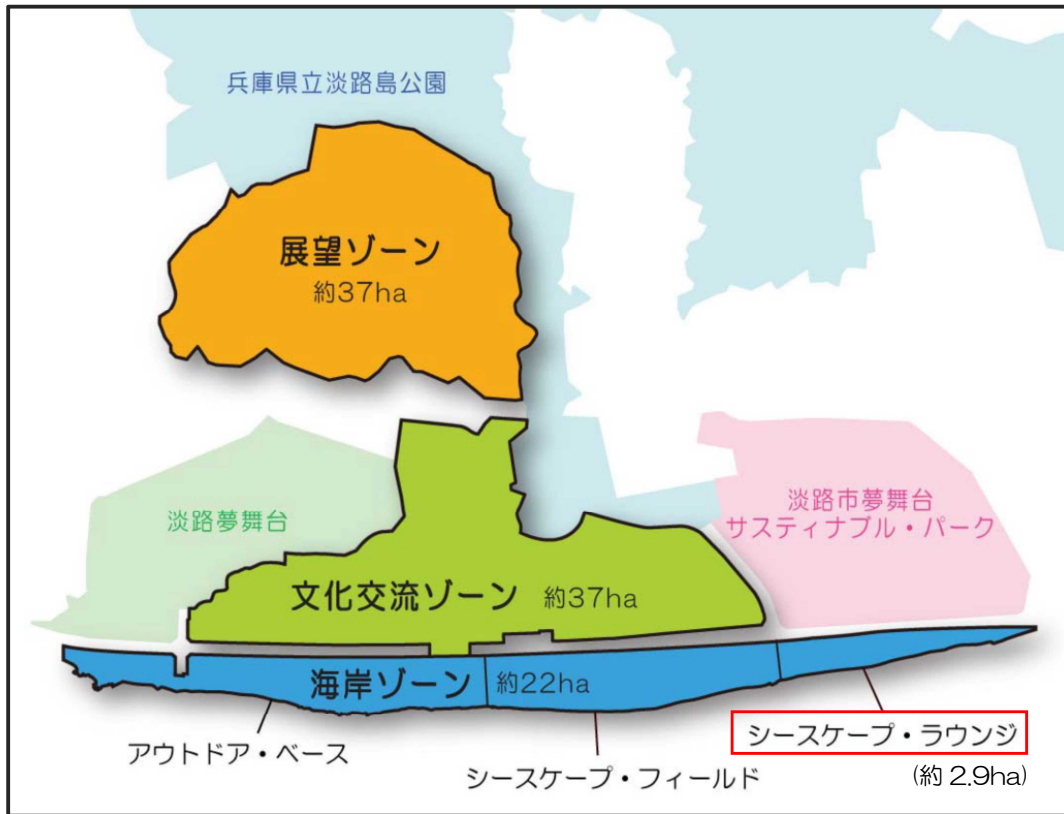 兵庫県立淡路島公園
展望ゾーン
約37ha
淡路夢舞台
淡路市夢舞台
サスティナブル・パーク
文化交流ゾーン 約37ha
海岸ゾーン 約22ha
アウトドア・ベース
シースケープ・フィールド
シースケープ・ラウンジ
(約 2.9ha)